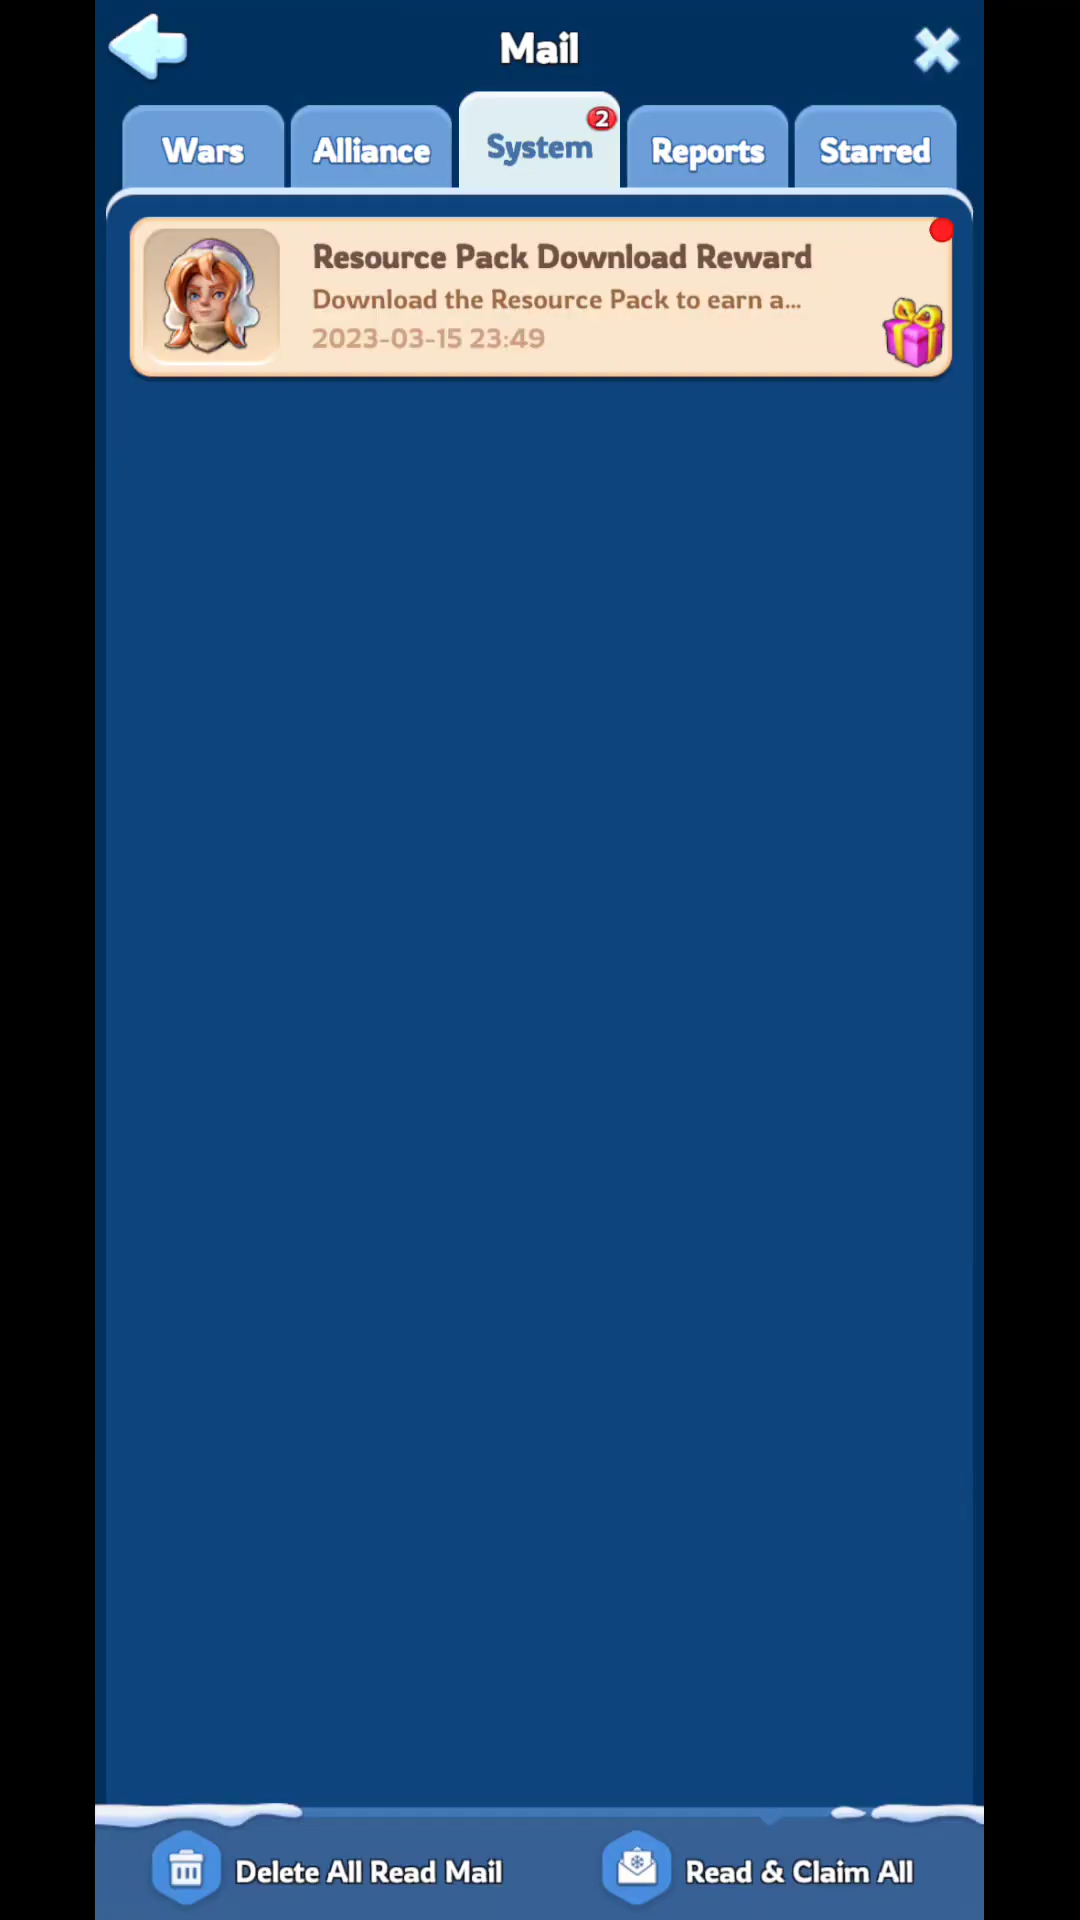 Mail
Wars
Alliance
System
2
Reports
Starred
Resource Pack Download Reward
Download the Resource Pack to earn a...
2023-03-15 23:49
Delete All Read Mail
Read & Claim All